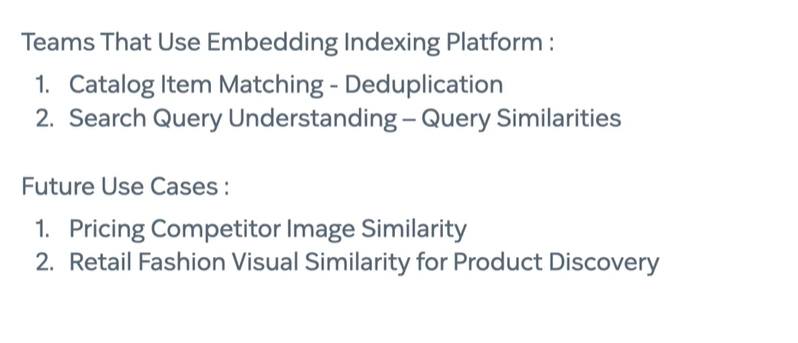 Teams That Use Embedding Indexing Platform :
1. Catalog Item Matching - Deduplication
2. Search Query Understanding – Query Similarities
Future Use Cases :
1. Pricing Competitor Image Similarity
2. Retail Fashion Visual Similarity for Product Discovery